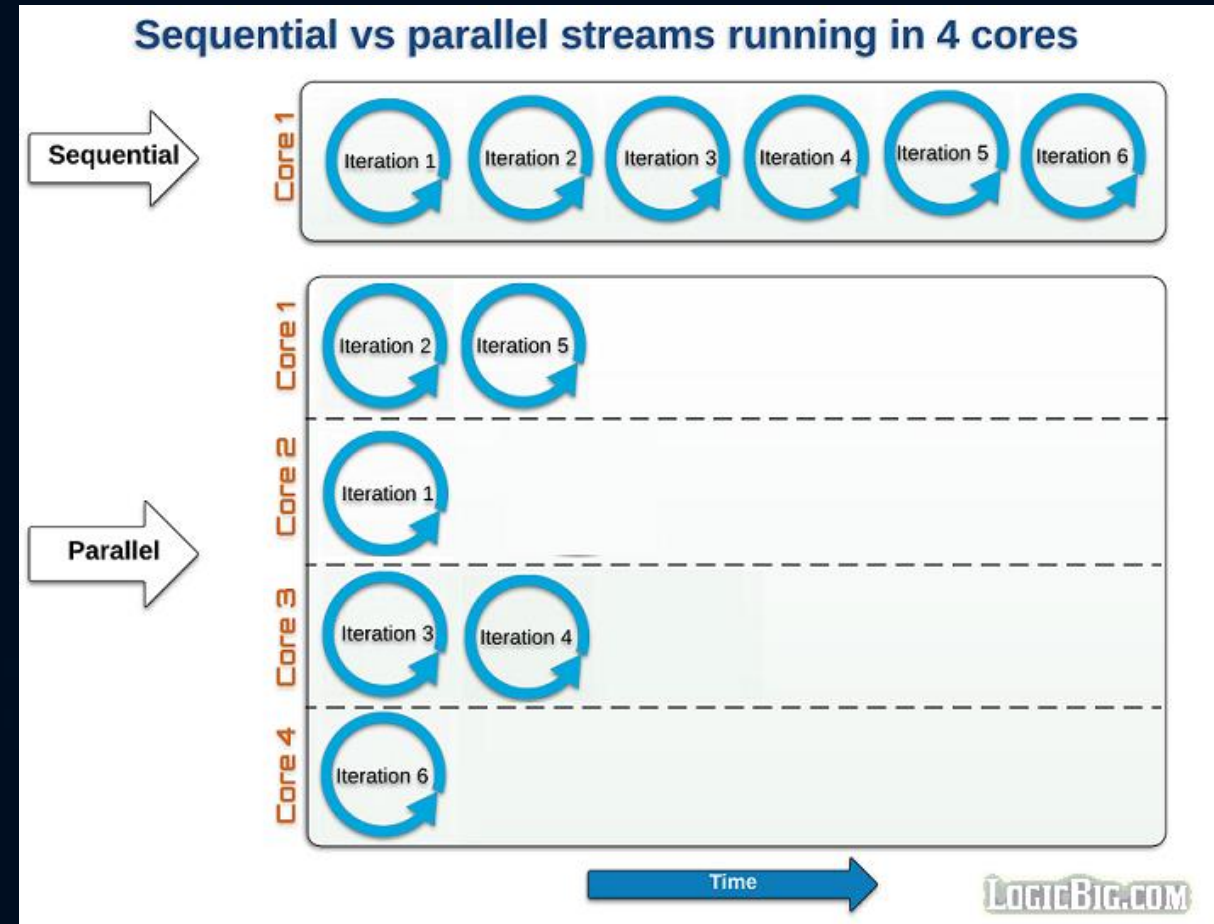 Sequential vs parallel streams running in 4 cores
Sequential
Core 1
Iteration 1
Iteration 2
Iteration 3
Iteration 4
Iteration 5
Iteration 6
Parallel
Core 1
Iteration 2
Iteration 5
Core 2
Iteration 1
Core 3
Iteration 3
Iteration 4
Core 4
Iteration 6
Time
LogicBig.com